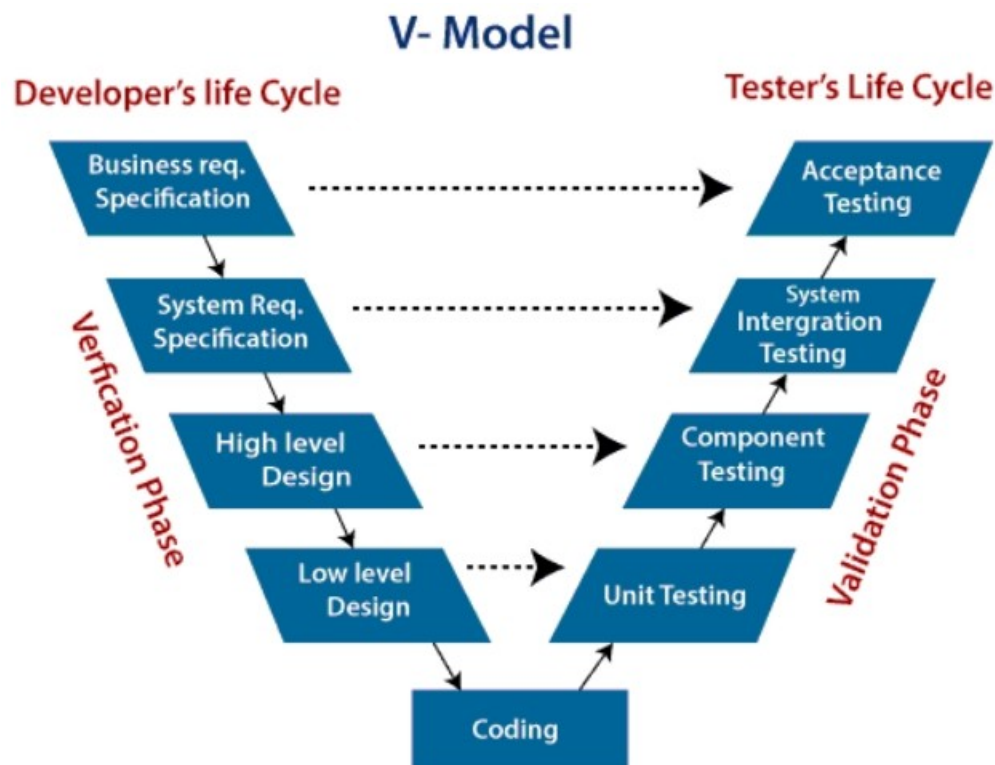 V- Model
Developer's life Cycle
Tester's Life Cycle
Business req.
Specification
Acceptance
Testing
System Req.
Specification
System
Intergration
Testing
Verfication Phase
High level
Design
Component
Testing
Validation Phase
Low level
Design
Unit Testing
Coding